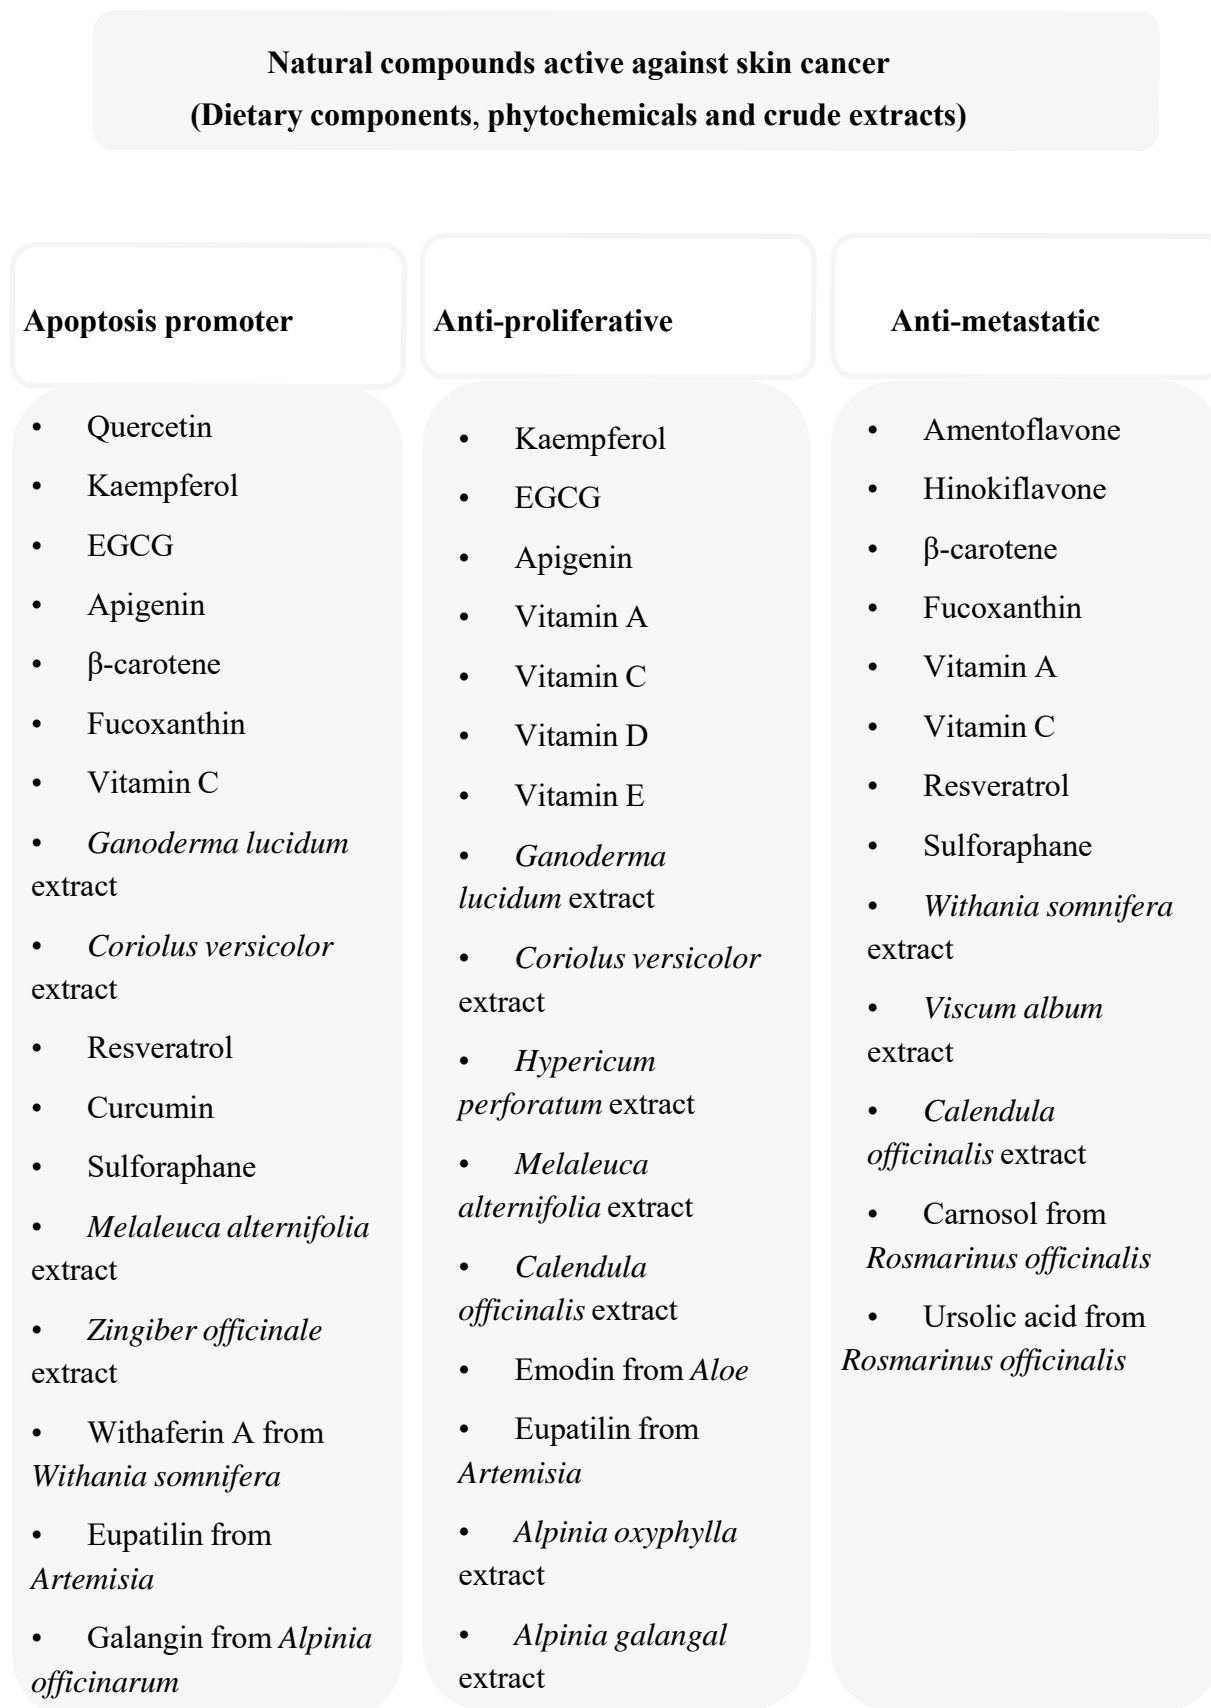 Natural compounds active against skin cancer
(Dietary components, phytochemicals and crude extracts)
Apoptosis promoter
• Quercetin
• Kaempferol
• EGCG
• Apigenin
• β-carotene
• Fucoxanthin
• Vitamin C
• Ganoderma lucidum
extract
• Coriolus versicolor
extract
• Resveratrol
• Curcumin
• Sulforaphane
• Melaleuca alternifolia
extract
• Zingiber officinale
extract
• Withaferin A from
Withania somnifera
• Eupatilin from
Artemisia
• Galangin from Alpinia
officinarum
Anti-proliferative
• Kaempferol
• EGCG
• Apigenin
• Vitamin A
• Vitamin C
• Vitamin D
• Vitamin E
• Ganoderma
lucidum extract
• Coriolus versicolor
extract
• Hypericum
perforatum extract
• Melaleuca
alternifolia extract
• Calendula
officinalis extract
• Emodin from Aloe
• Eupatilin from
Artemisia
• Alpinia oxyphylla
extract
• Alpinia galangal
extract
Anti-metastatic
• Amentoflavone
• Hinokiflavone
• β-carotene
• Fucoxanthin
• Vitamin A
• Vitamin C
• Resveratrol
• Sulforaphane
• Withania somnifera
extract
• Viscum album
extract
• Calendula
officinalis extract
• Carnosol from
Rosmarinus officinalis
• Ursolic acid from
Rosmarinus officinalis